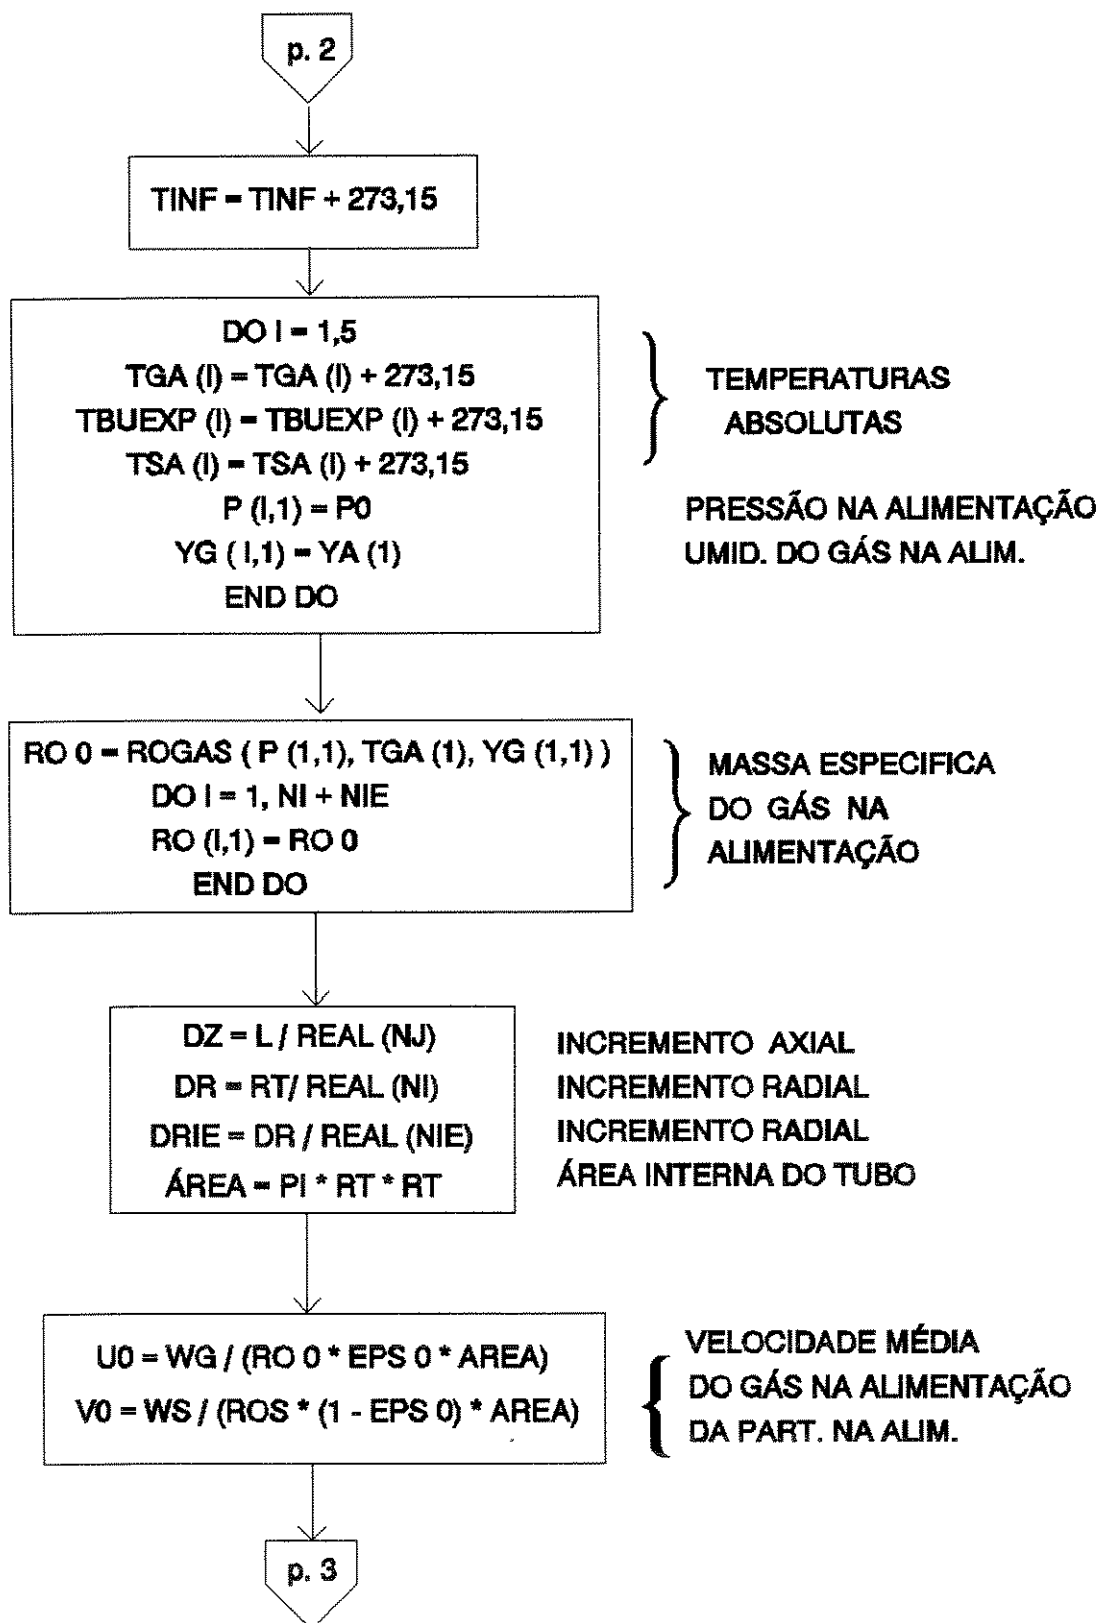 p. 2
TINF = TINF + 273,15
DO I = 1,5
TGA (I) = TGA (I) + 273,15
TBUEXP (I) = TBUEXP (I) + 273,15
TSA (I) = TSA (I) + 273,15
P (I,1) = P0
YG ( I,1) = YA (1)
END DO
TEMPERATURAS
ABSOLUTAS
PRESSÃO NA ALIMENTAÇÃO
UMID. DO GÁS NA ALIM.
RO 0 = ROGAS ( P (1,1), TGA (1), YG (1,1) )
DO I = 1, NI + NIE
RO (I,1) = RO 0
END DO
MASSA ESPECIFICA
DO GÁS NA
ALIMENTAÇÃO
DZ = L / REAL (NJ)
DR = RT/ REAL (NI)
DRIE = DR / REAL (NIE)
ÁREA = PI * RT * RT
INCREMENTO AXIAL
INCREMENTO RADIAL
INCREMENTO RADIAL
ÁREA INTERNA DO TUBO
U0 = WG / (RO 0 * EPS 0 * AREA)
V0 = WS / (ROS * (1 - EPS 0) * AREA)
VELOCIDADE MÉDIA
DO GÁS NA ALIMENTAÇÃO
DA PART. NA ALIM.
p. 3